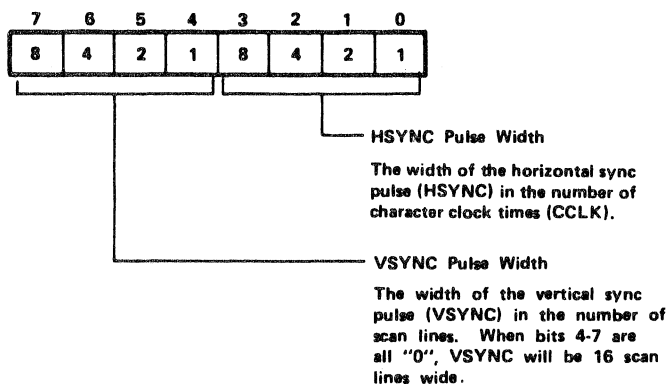 7 6 5 4 3 2 1 0
8 4 2 1 8 4 2 1
HSYNC Pulse Width
The width of the horizontal sync
pulse (HSYNC) in the number of
character clock times (CCLK).
VSYNC Pulse Width
The width of the vertical sync
pulse (VSYNC) in the number of
scan lines. When bits 4-7 are
all "0", VSYNC will be 16 scan
lines wide.